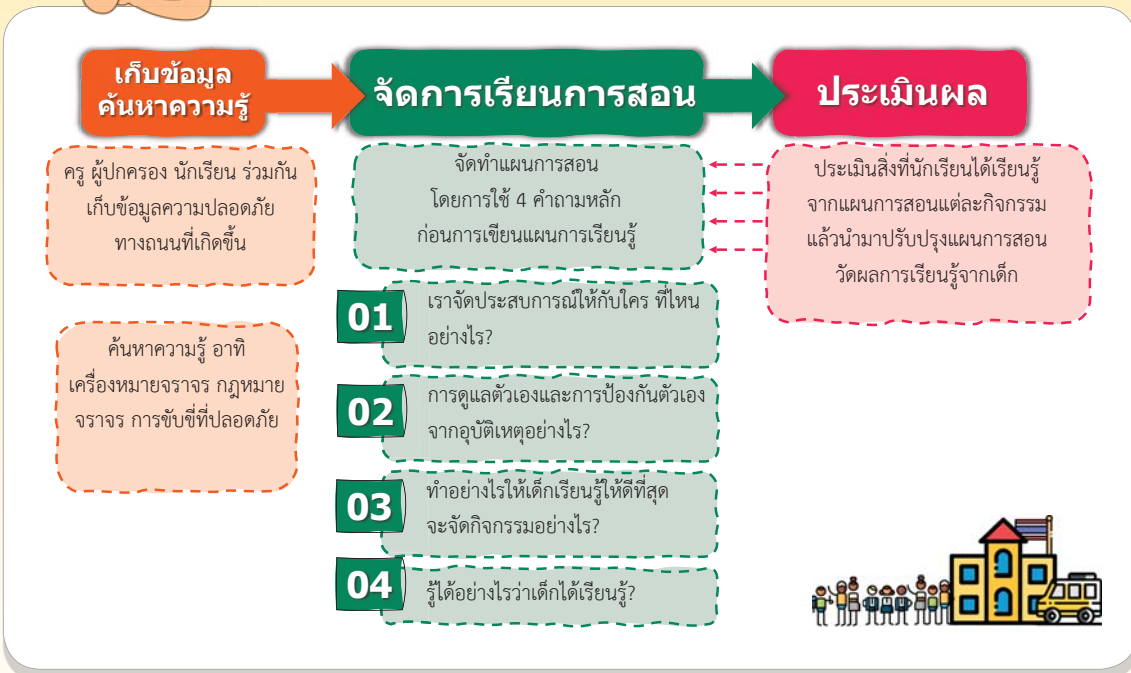 เก็บข้อมูล
ค้นหาความรู้
จัดการเรียนการสอน
ประเมินผล
ครู ผู้ปกครอง นักเรียน ร่วมกัน
เก็บข้อมูลความปลอดภัย
ทางถนนที่เกิดขึ้น
ค้นหาความรู้ อาทิ
เครื่องหมายจราจร กฎหมาย
จราจร การขับขี่ที่ปลอดภัย
จัดทำแผนการสอน
โดยการใช้ 4 คำถามหลัก
ก่อนการเขียนแผนการเรียนรู้
01
เราจัดประสบการณ์ให้กับใคร ที่ไหน
อย่างไร?
02
การดูแลตัวเองและการป้องกันตัวเอง
จากอุบัติเหตุอย่างไร?
03
ทำอย่างไรให้เด็กเรียนรู้ให้ดีที่สุด
จะจัดกิจกรรมอย่างไร?
04
รู้ได้อย่างไรว่าเด็กได้เรียนรู้?
ประเมินสิ่งที่นักเรียนได้เรียนรู้
จากแผนการสอนแต่ละกิจกรรม
แล้วนำมาปรับปรุงแผนการสอน
วัดผลการเรียนรู้จากเด็ก